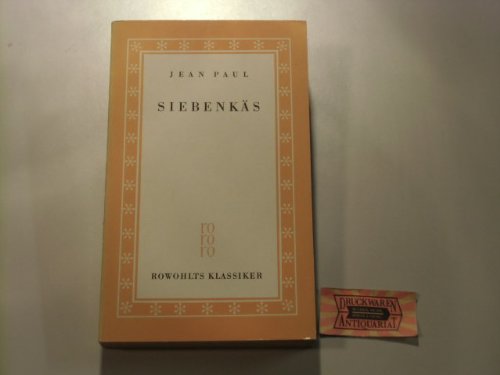 JEAN PAUL
SIEBENKÄS
ro
ro
ro
ROWOHLTS KLASSIKER
DRUCKWAREN
ANTIQUARIAT